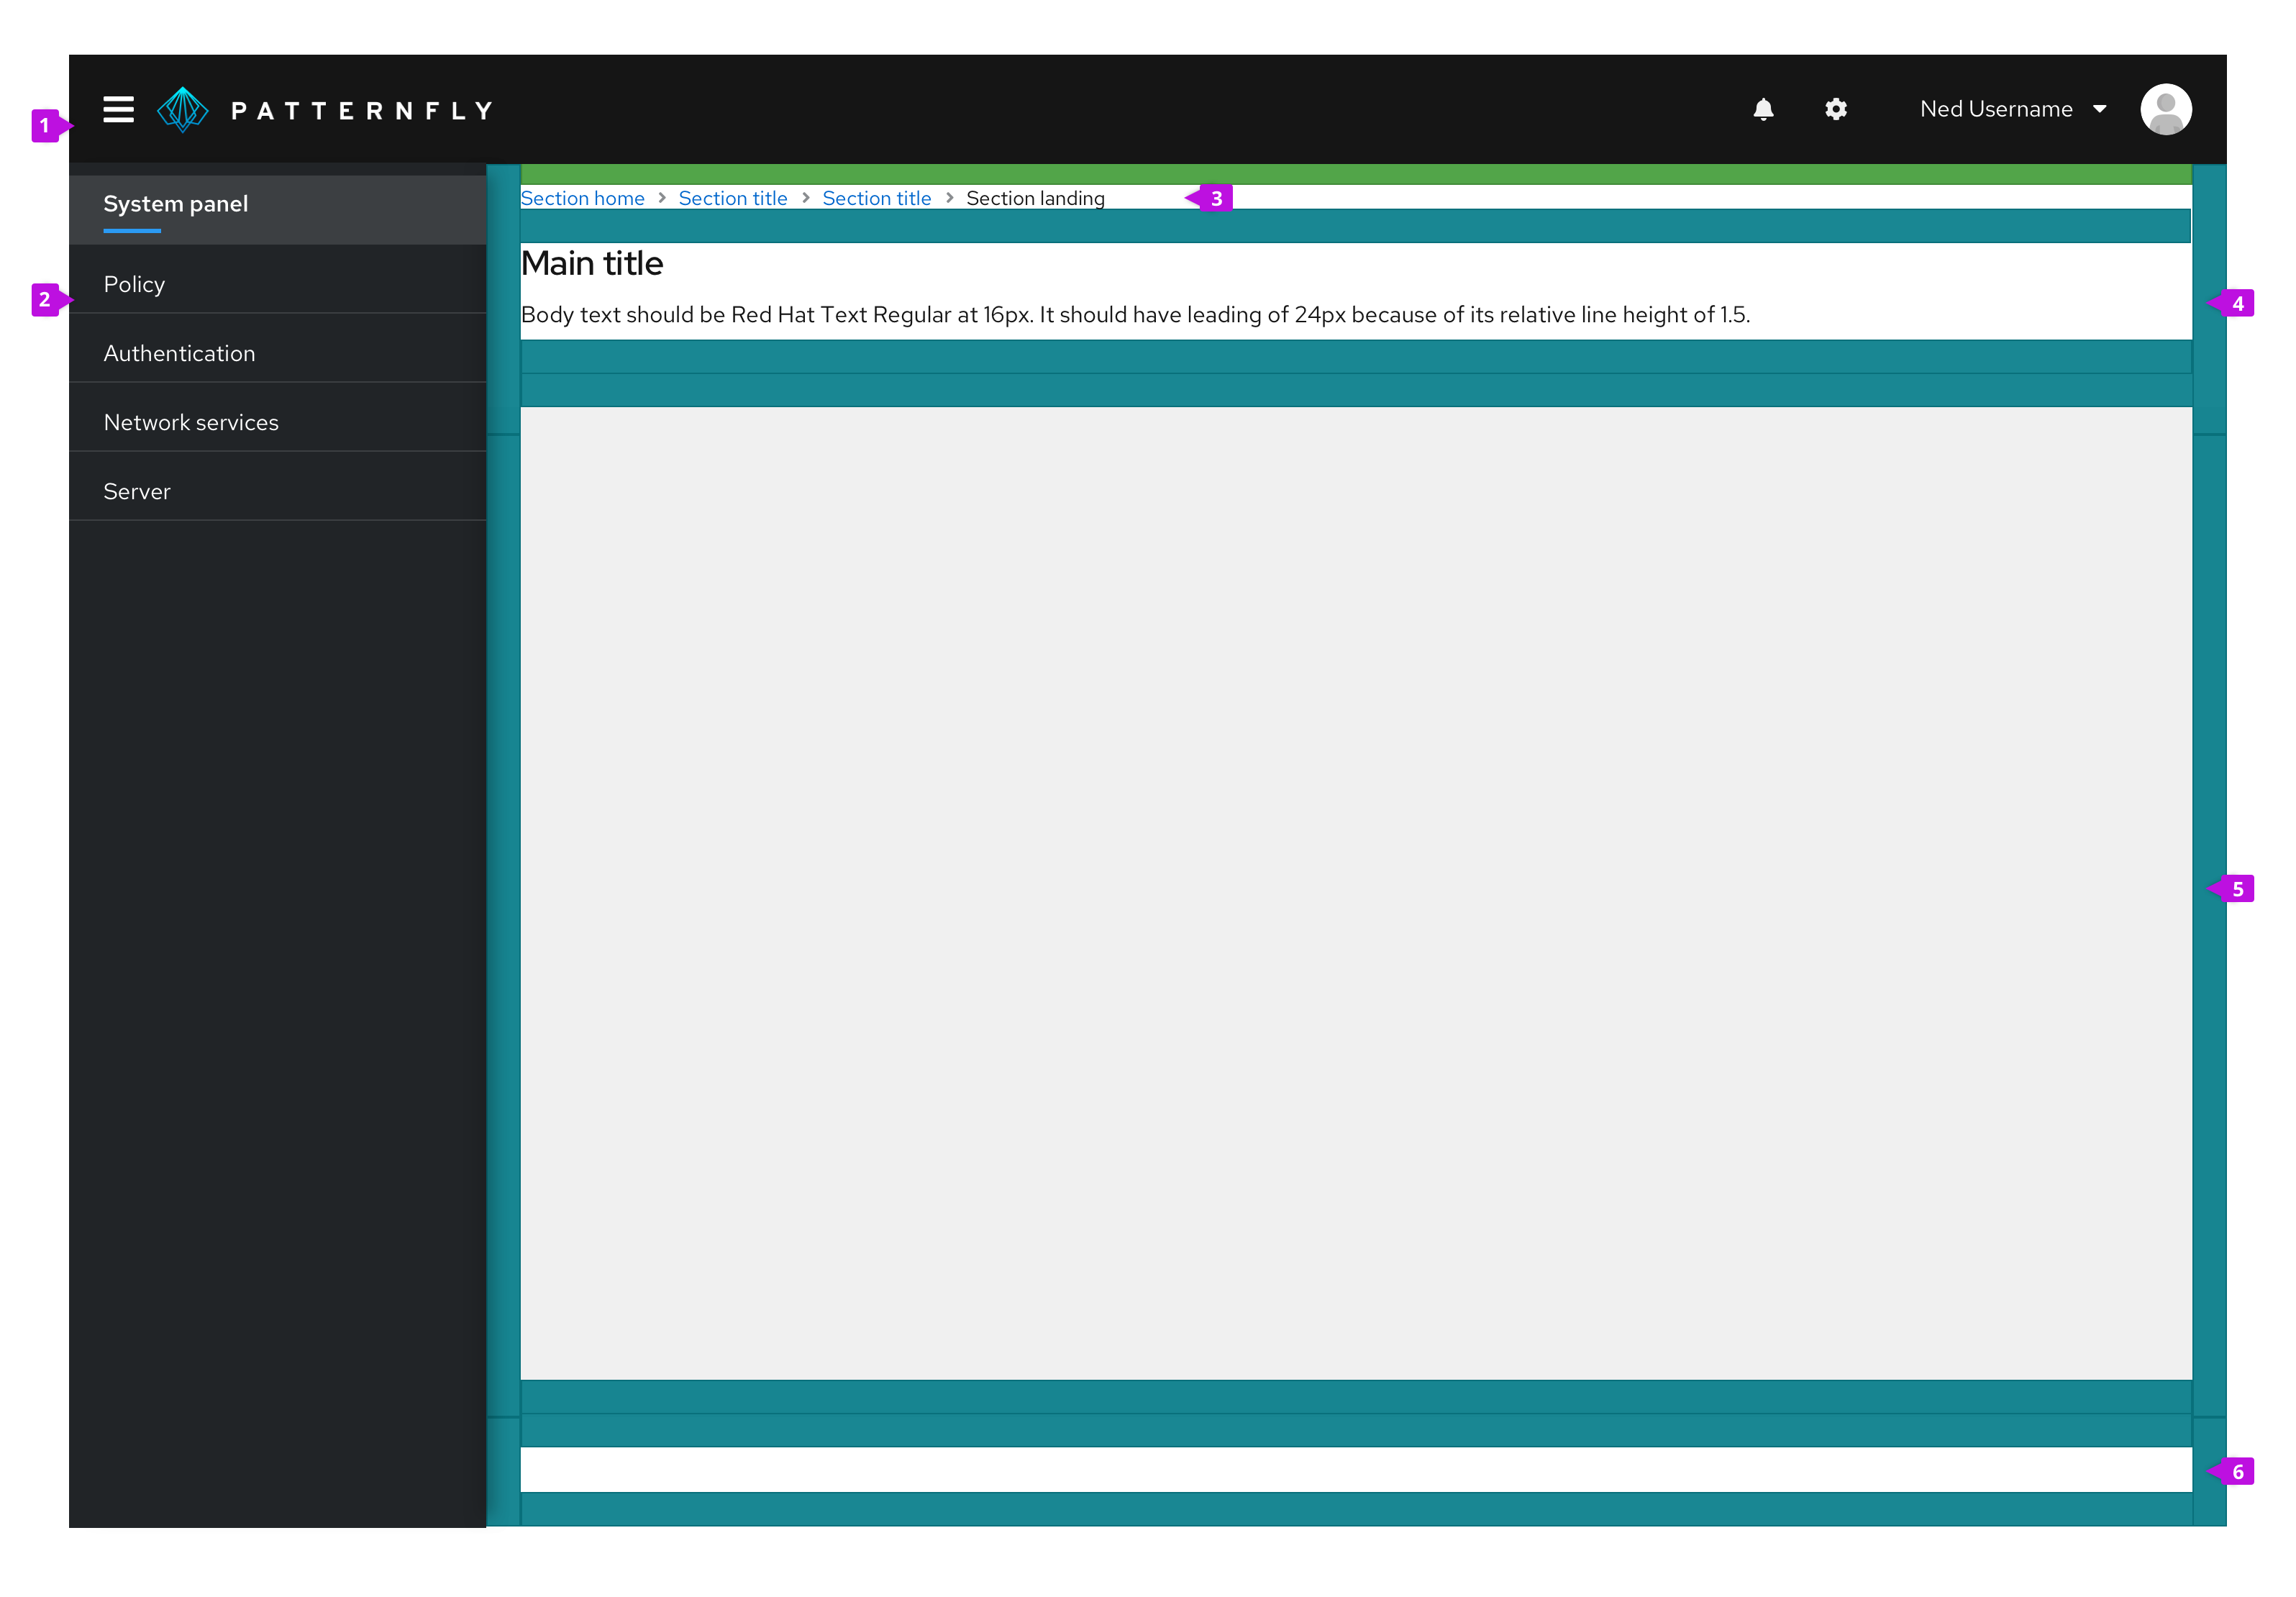 PATTERNFLY
Ned Username
1
System panel
Section home > Section title > Section title > Section landing
3
Main title
Policy
2
4
Body text should be Red Hat Text Regular at 16px. It should have leading of 24px because of its relative line height of 1.5.
Authentication
Network services
Server
5
6